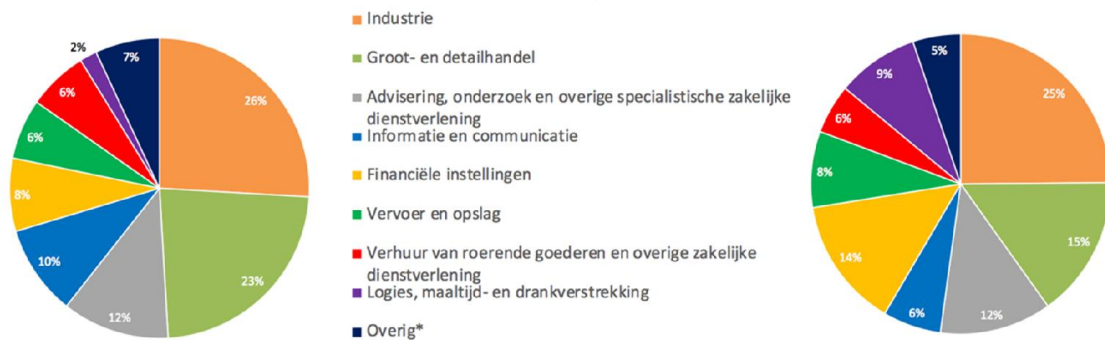 26%
23%
12%
10%
8%
6%
6%
2%
7%
Industrie
Groot- en detailhandel
Advisering, onderzoek en overige specialistische zakelijke
dienstverlening
Informatie en communicatie
Financiële instellingen
Vervoer en opslag
Verhuur van roerende goederen en overige zakelijke
dienstverlening
Logies, maaltijd- en drankverstrekking
Overig*
25%
15%
12%
6%
14%
8%
6%
9%
5%